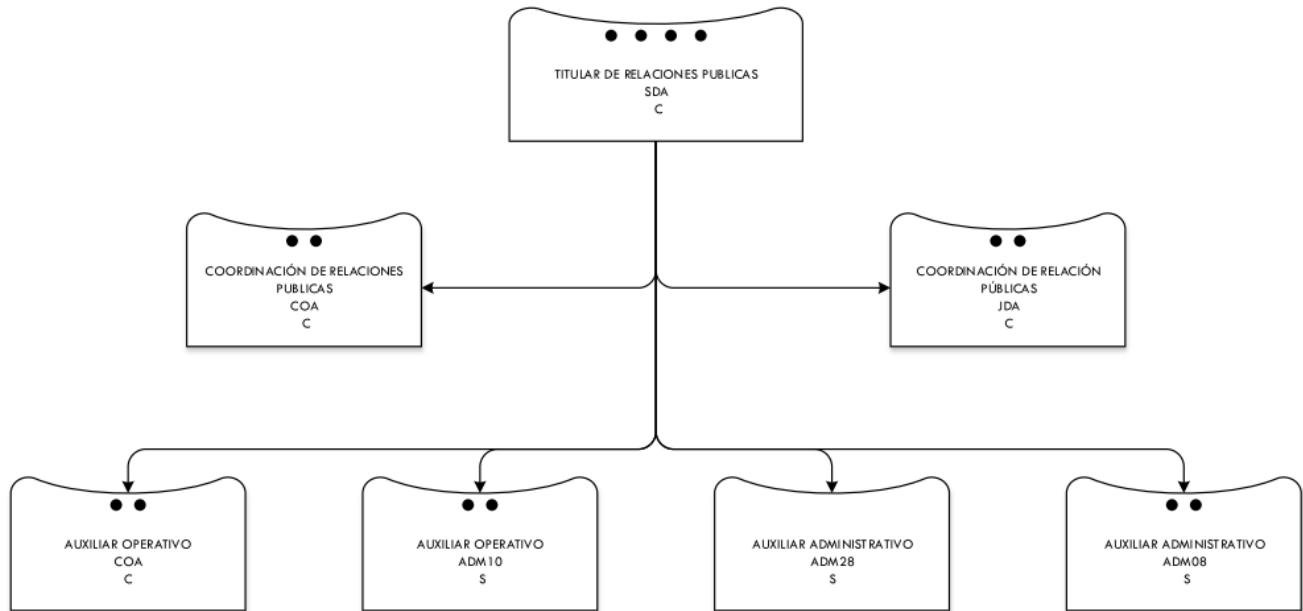 TITULAR DE RELACIONES PUBLICAS
SDA
C
COORDINACIÓN DE RELACIONES
PUBLICAS
COA
C
COORDINACIÓN DE RELACIÓN
PÚBLICAS
JDA
C
AUXILIAR OPERATIVO
COA
C
AUXILIAR OPERATIVO
ADM10
S
AUXILIAR ADMINISTRATIVO
ADM28
S
AUXILIAR ADMINISTRATIVO
ADM08
S